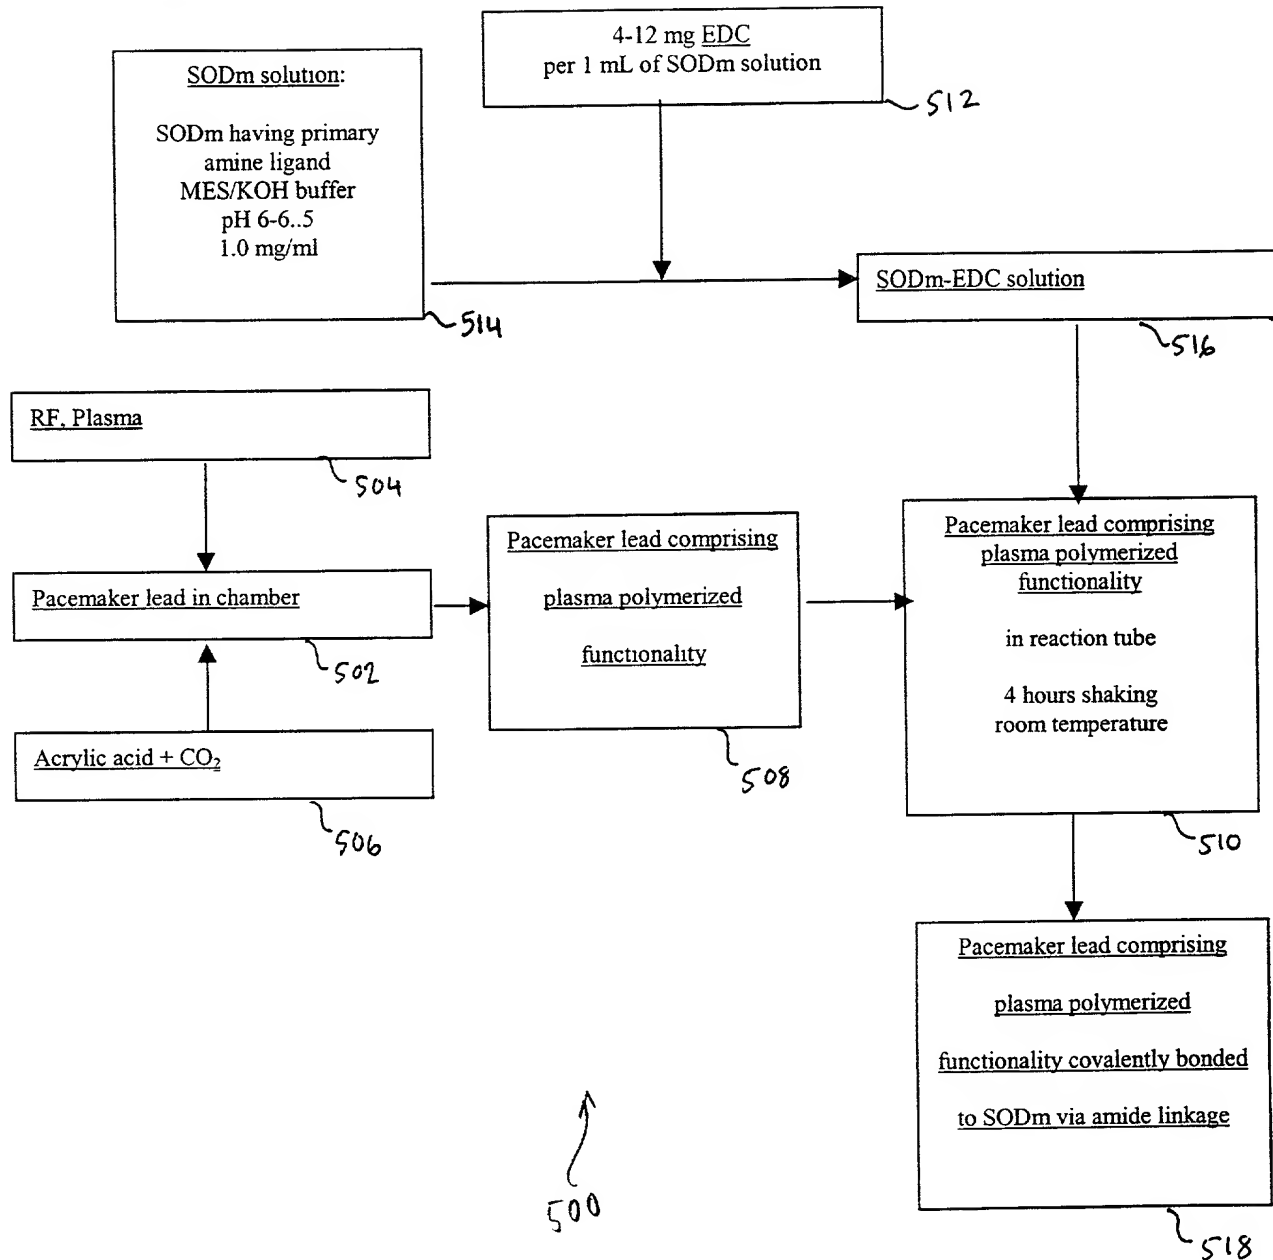 4-12 mg EDC
per 1 mL of SODm solution
512
SODm solution:
SODm having primary
amine ligand
MES/KOH buffer
pH 6-6..5
1.0 mg/ml
514
SODm-EDC solution
516
RF, Plasma
504
Pacemaker lead in chamber
502
Acrylic acid + CO₂
506
Pacemaker lead comprising
plasma polymerized
functionality
508
Pacemaker lead comprising
plasma polymerized
functionality
in reaction tube
4 hours shaking
room temperature
510
Pacemaker lead comprising
plasma polymerized
functionality covalently bonded
to SODm via amide linkage
518
500